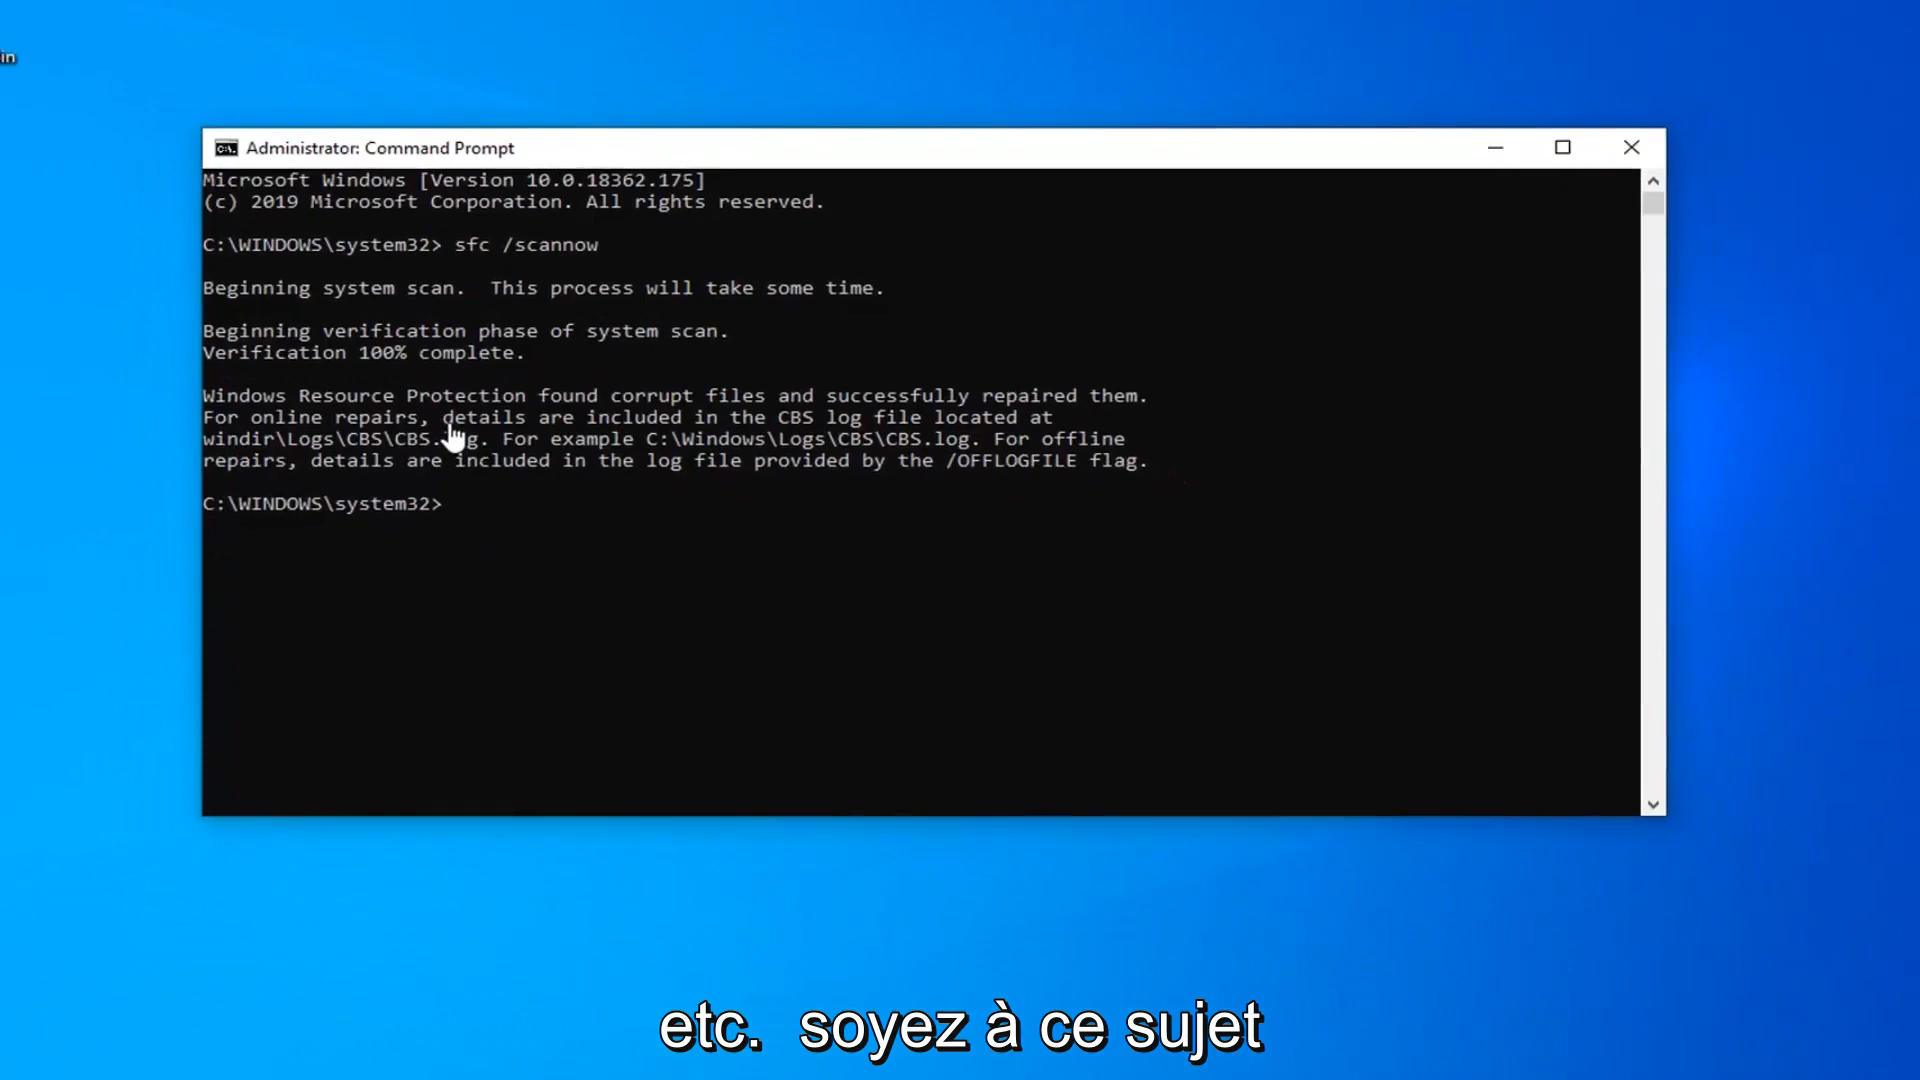 in
Administrator: Command Prompt
Microsoft Windows [Version 10.0.18362.175]
(c) 2019 Microsoft Corporation. All rights reserved.
C:\WINDOWS\system32> sfc /scannow
Beginning system scan.  This process will take some time.
Beginning verification phase of system scan.
Verification 100% complete.
Windows Resource Protection found corrupt files and successfully repaired them.
For online repairs, details are included in the CBS log file located at
windir\Logs\CBS\CBS.log. For example C:\Windows\Logs\CBS\CBS.log. For offline
repairs, details are included in the log file provided by the /OFFLOGFILE flag.
C:\WINDOWS\system32>
etc.  soyez à ce sujet